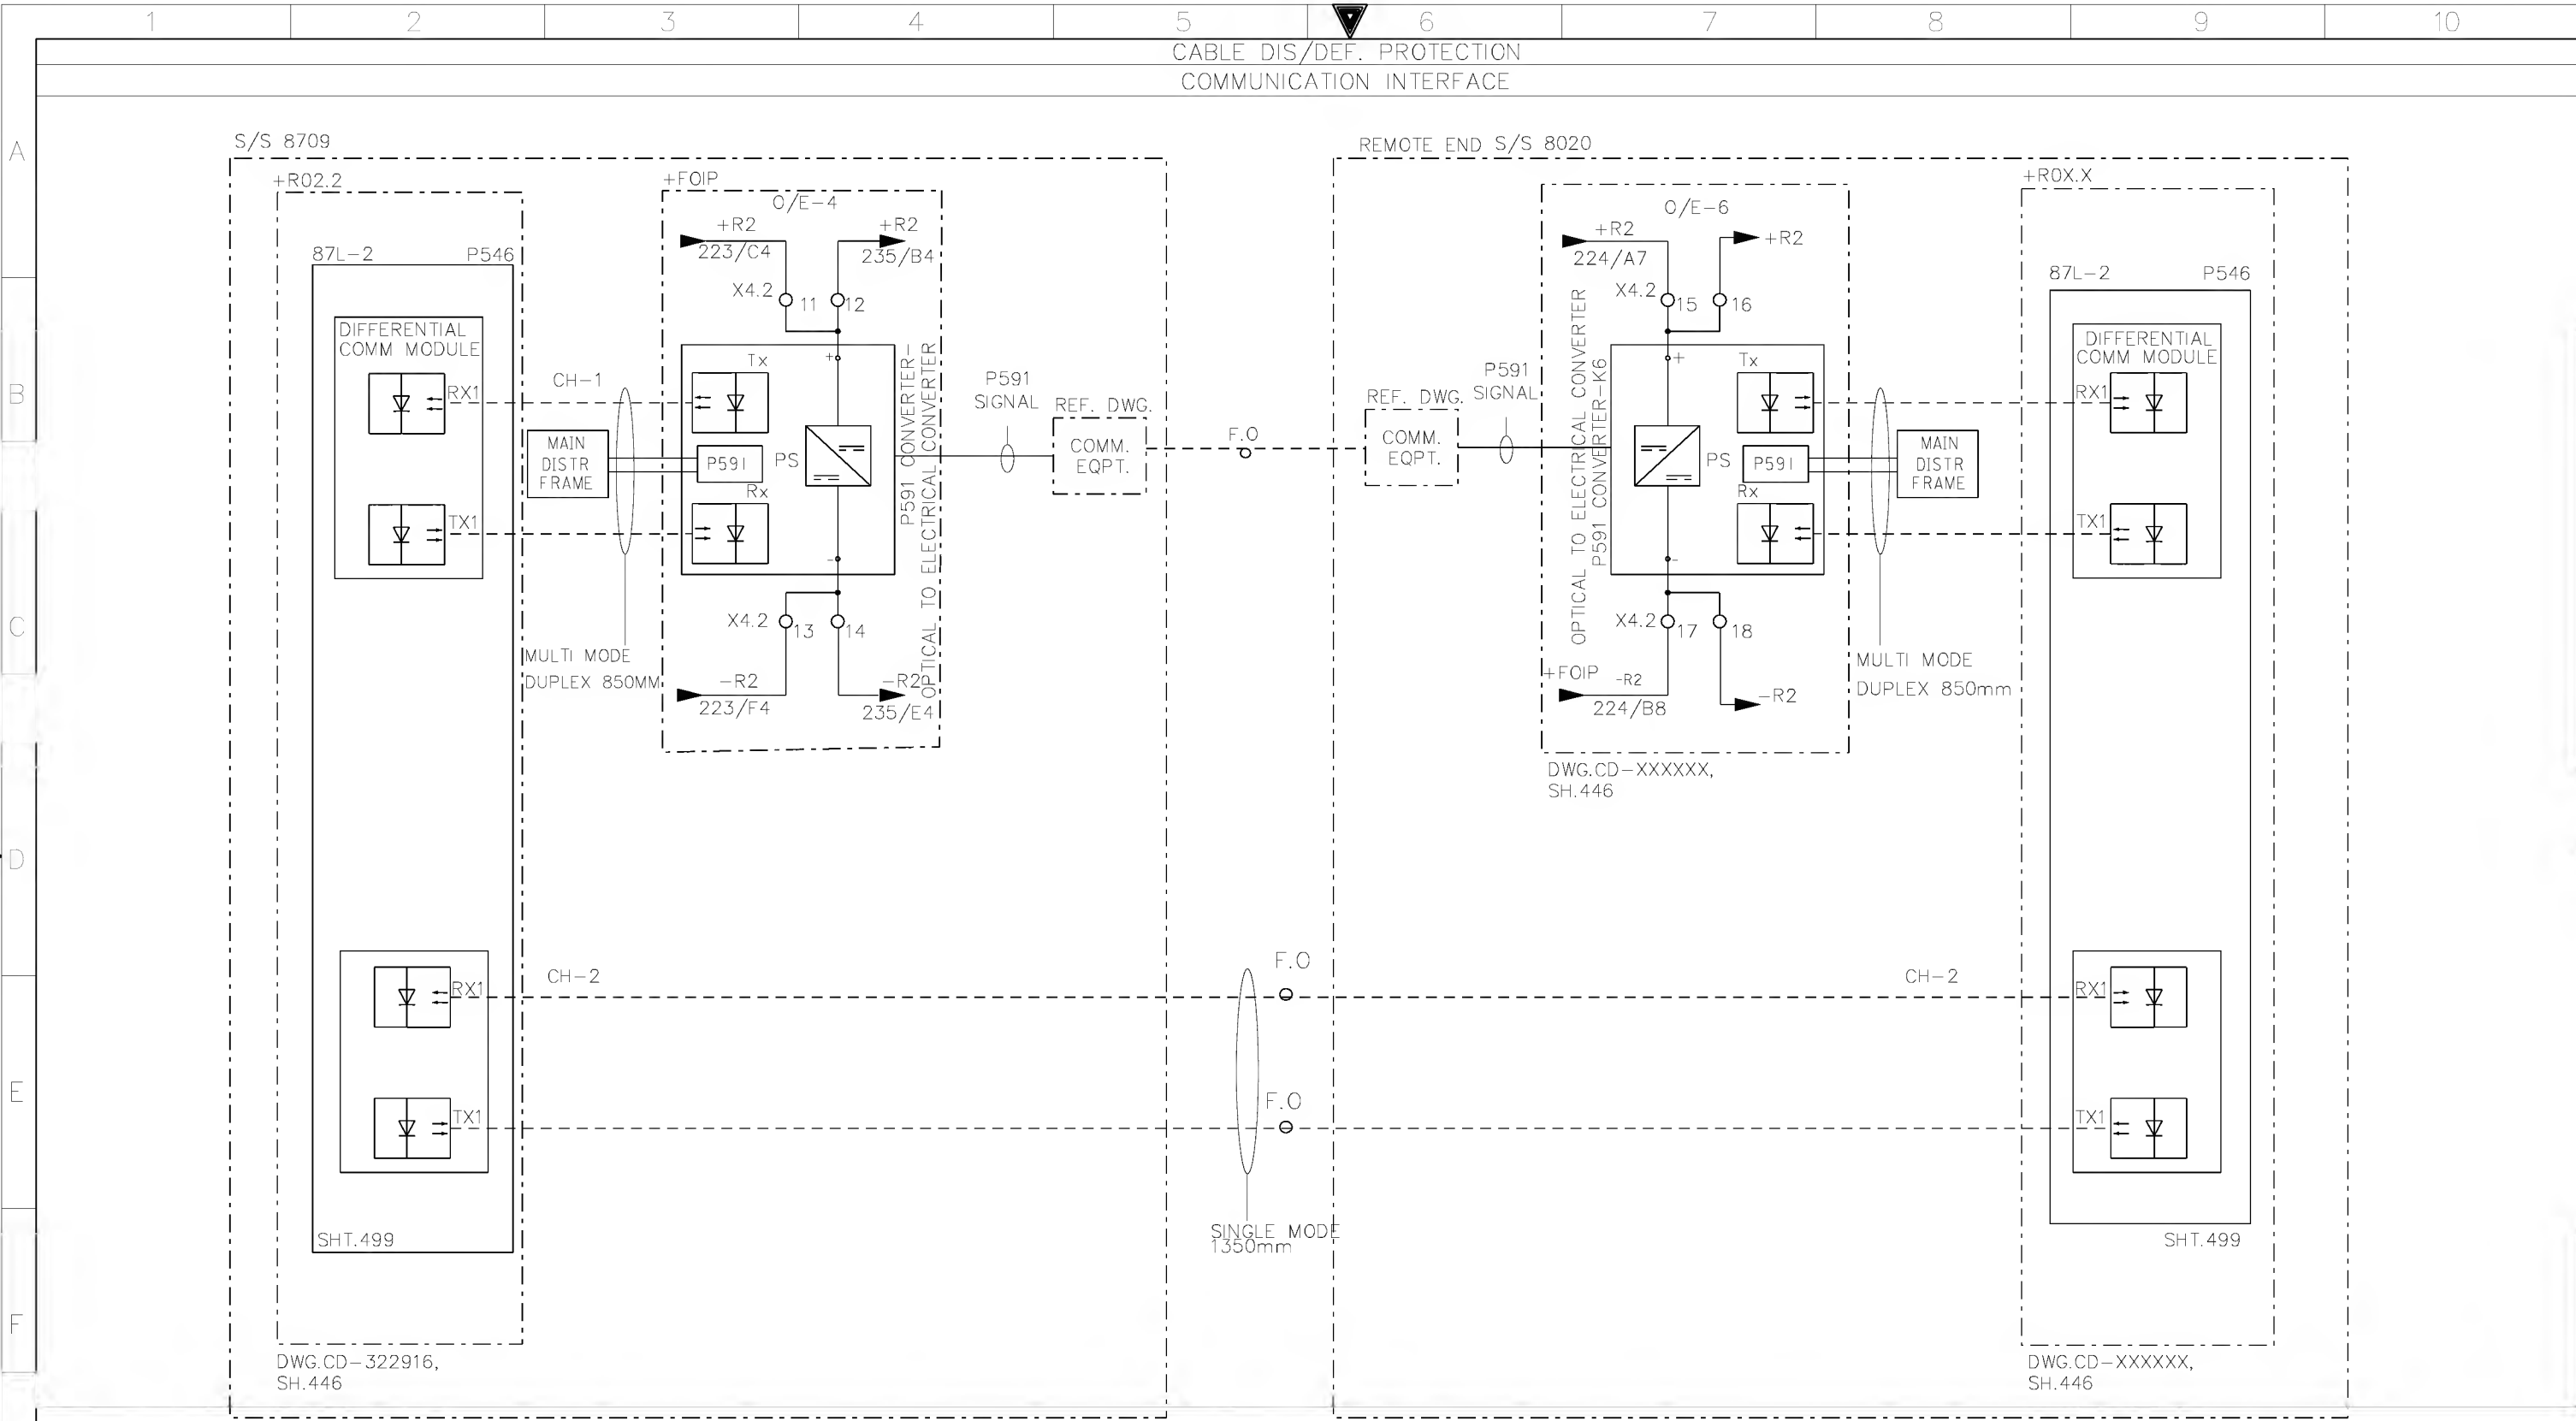 1 2 3 4 5 6 7 8 9 10
CABLE DIS/DEF. PROTECTION
COMMUNICATION INTERFACE
A
B
C
D
E
F
S/S 8709
+R02.2
87L-2 P546
DIFFERENTIAL
COMM MODULE
RX1
TX1
CH-1
MAIN
DISTR
FRAME
MULTI MODE
DUPLEX 850MM
+FOIP
O/E-4
+R2
223/C4
+R2
235/B4
X4.2 11 12
Tx
+
P591
PS
Rx
-
P591 CONVERTER-
OPTICAL TO ELECTRICAL CONVERTER
X4.2 13 14
-R2
223/F4
-R2
235/E4
P591
SIGNAL
REF. DWG.
COMM.
EQPT.
F.O
RX1
CH-2
TX1
SHT.499
DWG.CD-322916,
SH.446
F.O
F.O
SINGLE MODE
1350mm
REMOTE END S/S 8020
REF. DWG.
COMM.
EQPT.
P591
SIGNAL
O/E-6
+R2
224/A7
+R2
X4.2 15 16
OPTICAL TO ELECTRICAL CONVERTER
P591 CONVERTER-K6
+
Tx
PS
P591
Rx
-
X4.2 17 18
+FOIP
-R2
224/B8
-R2
DWG.CD-XXXXXX,
SH.446
MAIN
DISTR
FRAME
MULTI MODE
DUPLEX 850mm
+R0X.X
87L-2 P546
DIFFERENTIAL
COMM MODULE
RX1
TX1
CH-2
RX1
TX1
SHT.499
DWG.CD-XXXXXX,
SH.446